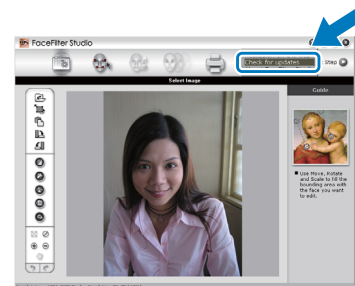 FaceFilter Studio
Check for updates
Step
Select Image
Guide
Use Move, Rotate
and Scale to fill the
bounding area with
the face you want
to edit.